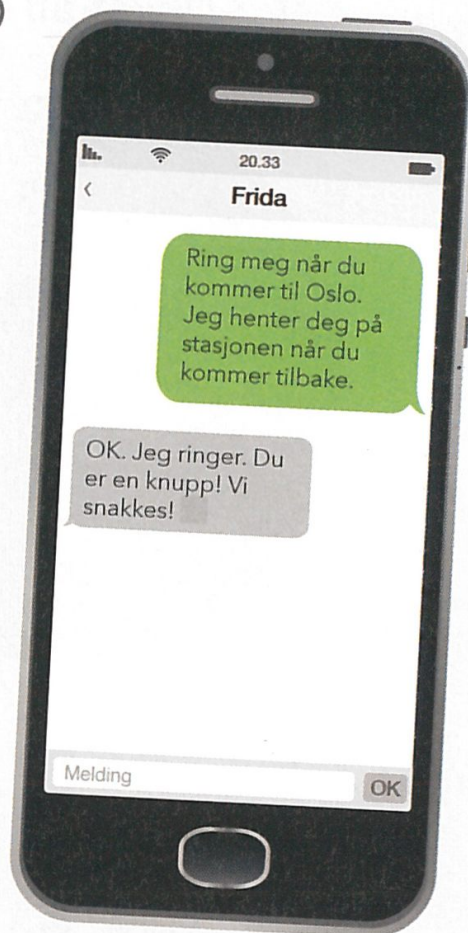 20.33
Frida
Ring meg når du
kommer til Oslo.
Jeg henter deg på
stasjonen når du
kommer tilbake.
OK. Jeg ringer. Du
er en knupp! Vi
snakkes!
Melding
OK